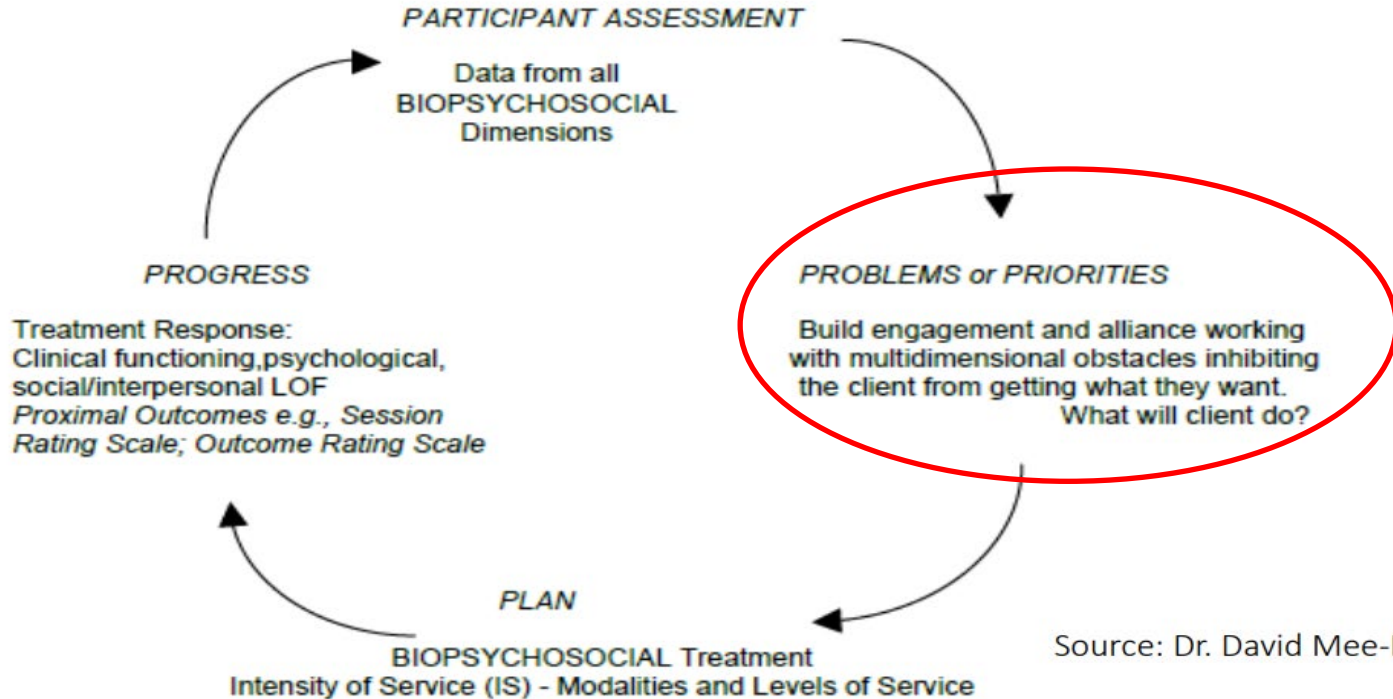 PARTICIPANT ASSESSMENT
Data from all
BIOPSYCHOSOCIAL
Dimensions
PROBLEMS or PRIORITIES
Build engagement and alliance working
with multidimensional obstacles inhibiting
the client from getting what they want.
What will client do?
PLAN
BIOPSYCHOSOCIAL Treatment
Intensity of Service (IS) - Modalities and Levels of Service
PROGRESS
Treatment Response:
Clinical functioning,psychological,
social/interpersonal LOF
Proximal Outcomes e.g., Session
Rating Scale; Outcome Rating Scale
Source: Dr. David Mee-